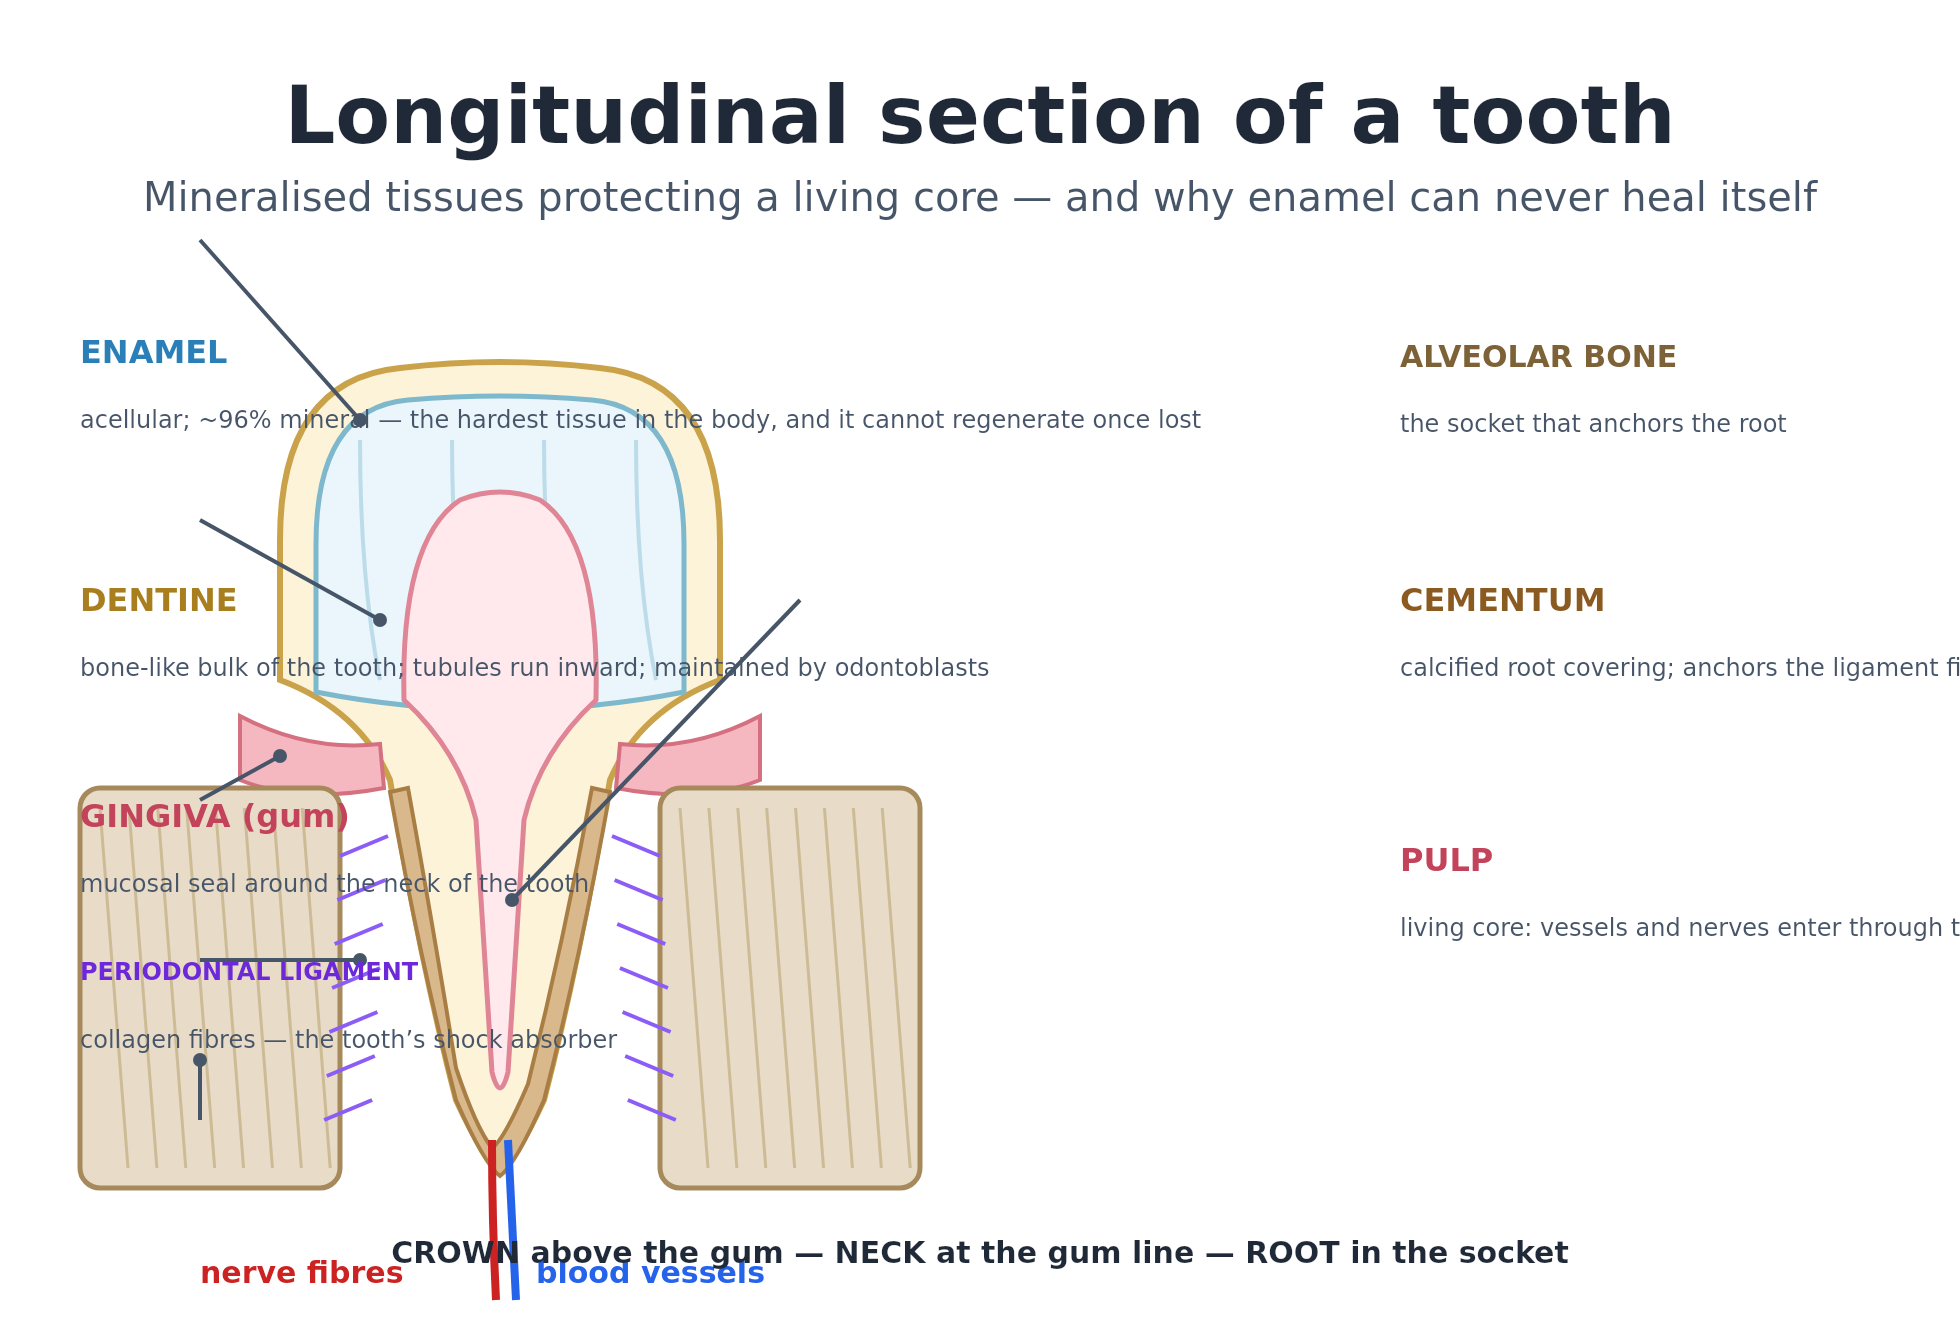 Longitudinal section of a tooth
Mineralised tissues protecting a living core — and why enamel can never heal itself
ENAMEL
acellular; ~96% mineral — the hardest tissue in the body, and it cannot regenerate once lost
DENTINE
bone-like bulk of the tooth; tubules run inward; maintained by odontoblasts
GINGIVA (gum)
mucosal seal around the neck of the tooth
PERIODONTAL LIGAMENT
collagen fibres — the tooth’s shock absorber
ALVEOLAR BONE
the socket that anchors the root
CEMENTUM
calcified root covering; anchors the ligament
PULP
living core: vessels and nerves enter through
CROWN above the gum — NECK at the gum line — ROOT in the socket
nerve fibres
blood vessels